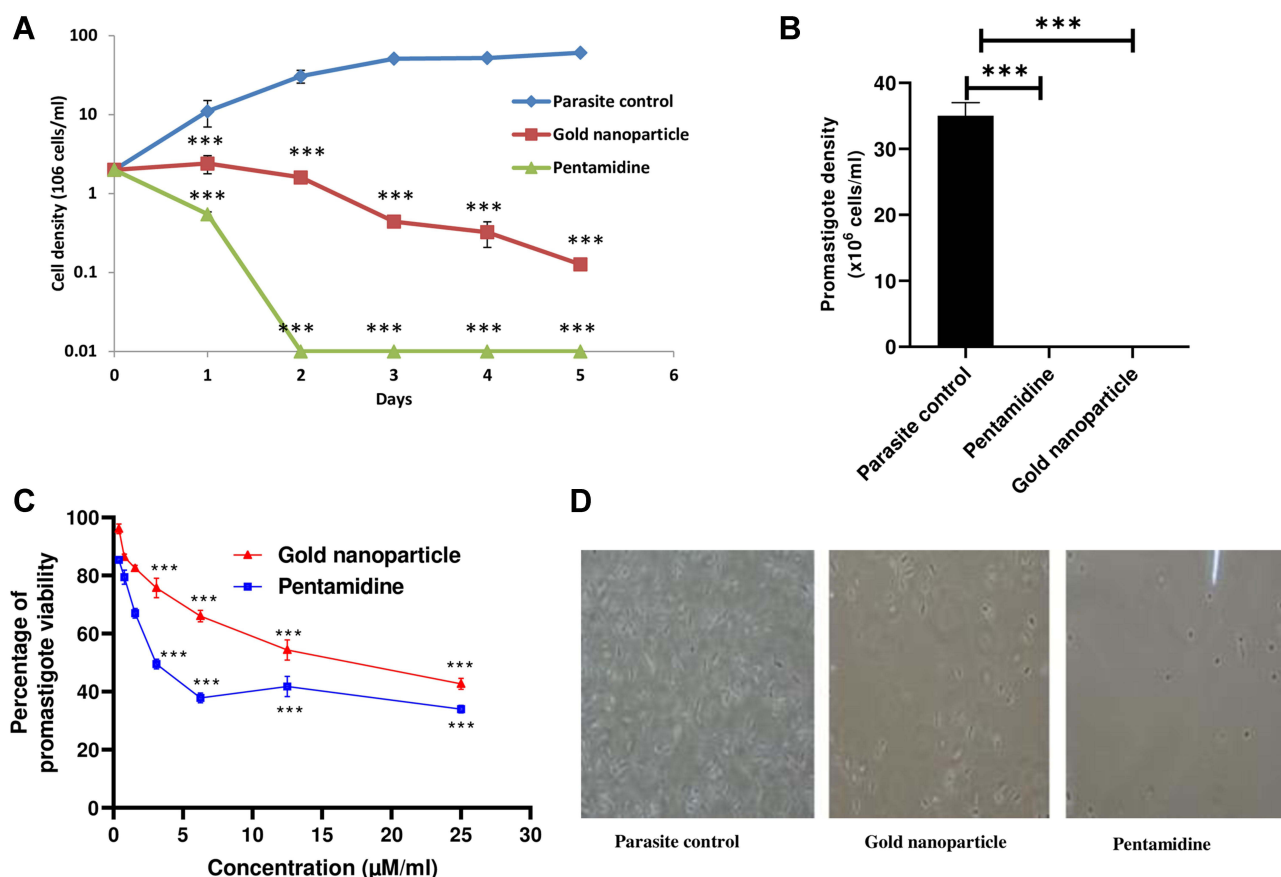 A
Cell density (106 cells/ml)
100
10
1
0.1
0.01
Parasite control
Gold nanoparticle
Pentamidine
***
***
***
***
***
***
***
***
***
***
0
1
2
3
4
5
6
Days
B
***
***
Promastigote density
(x10⁶ cells/ml)
40
30
20
10
0
Parasite control
Pentamidine
Gold nanoparticle
C
Percentage of
promastigote viability
100
80
60
40
20
0
Gold nanoparticle
Pentamidine
***
***
***
***
***
***
***
***
0
5
10
15
20
25
30
Concentration (µM/ml)
D
Parasite control
Gold nanoparticle
Pentamidine